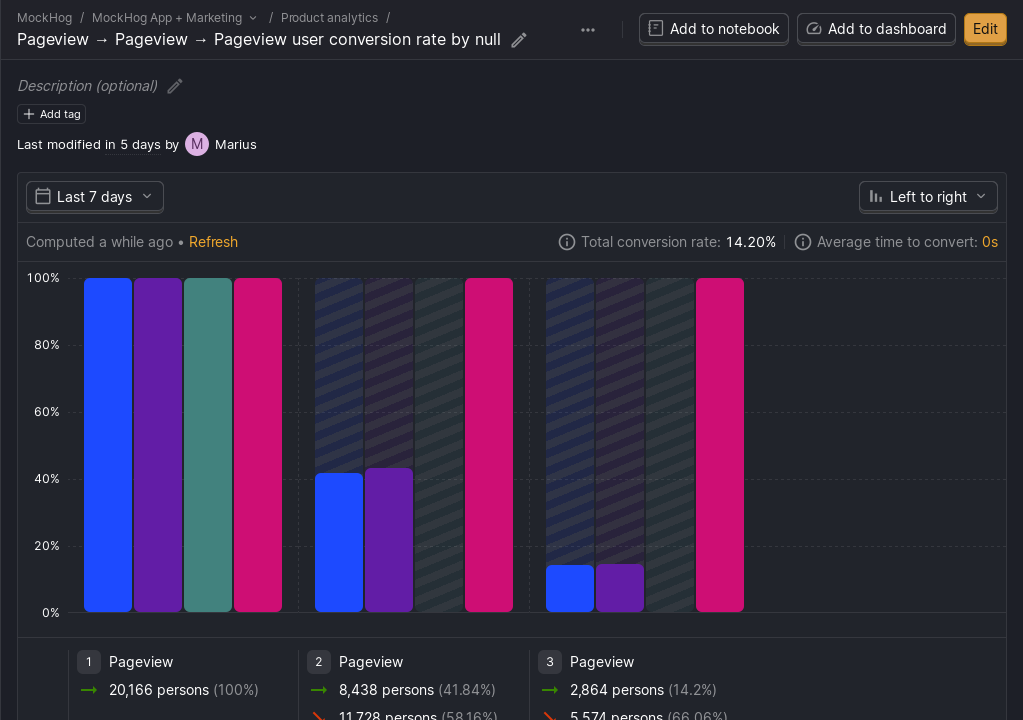 MockHog / MockHog App + Marketing / Product analytics /
Pageview → Pageview → Pageview user conversion rate by null
Add to notebook
Add to dashboard
Edit
Description (optional)
Add tag
Last modified in 5 days by M Marius
Last 7 days
Left to right
Computed a while ago • Refresh
Total conversion rate: 14.20%
Average time to convert: 0s
100%
80%
60%
40%
20%
0%
1 Pageview
20,166 persons (100%)
2 Pageview
8,438 persons (41.84%)
11,728 persons (58.16%)
3 Pageview
2,864 persons (14.2%)
5,574 persons (66.06%)